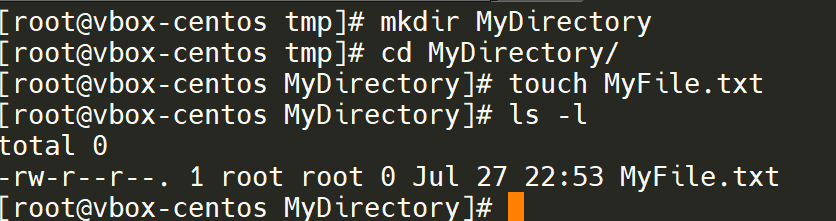 [root@vbox-centos tmp]# mkdir MyDirectory
[root@vbox-centos tmp]# cd MyDirectory/
[root@vbox-centos MyDirectory]# touch MyFile.txt
[root@vbox-centos MyDirectory]# ls -l
total 0
-rw-r--r--. 1 root root 0 Jul 27 22:53 MyFile.txt
[root@vbox-centos MyDirectory]#